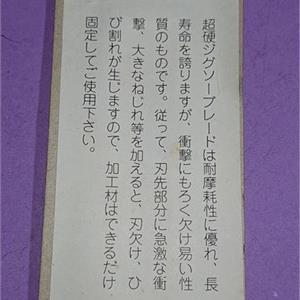 超硬ジグソーブレードは耐摩耗性に優れ、長
寿命を誇りますが、衝撃にもろく欠け易い性
質のものです。従って、刃先部分に急激な衝
撃、大きなねじれ等を加えると、刃欠け、ひ
び割れが生じますので、加工材はできるだけ
固定してご使用下さい。